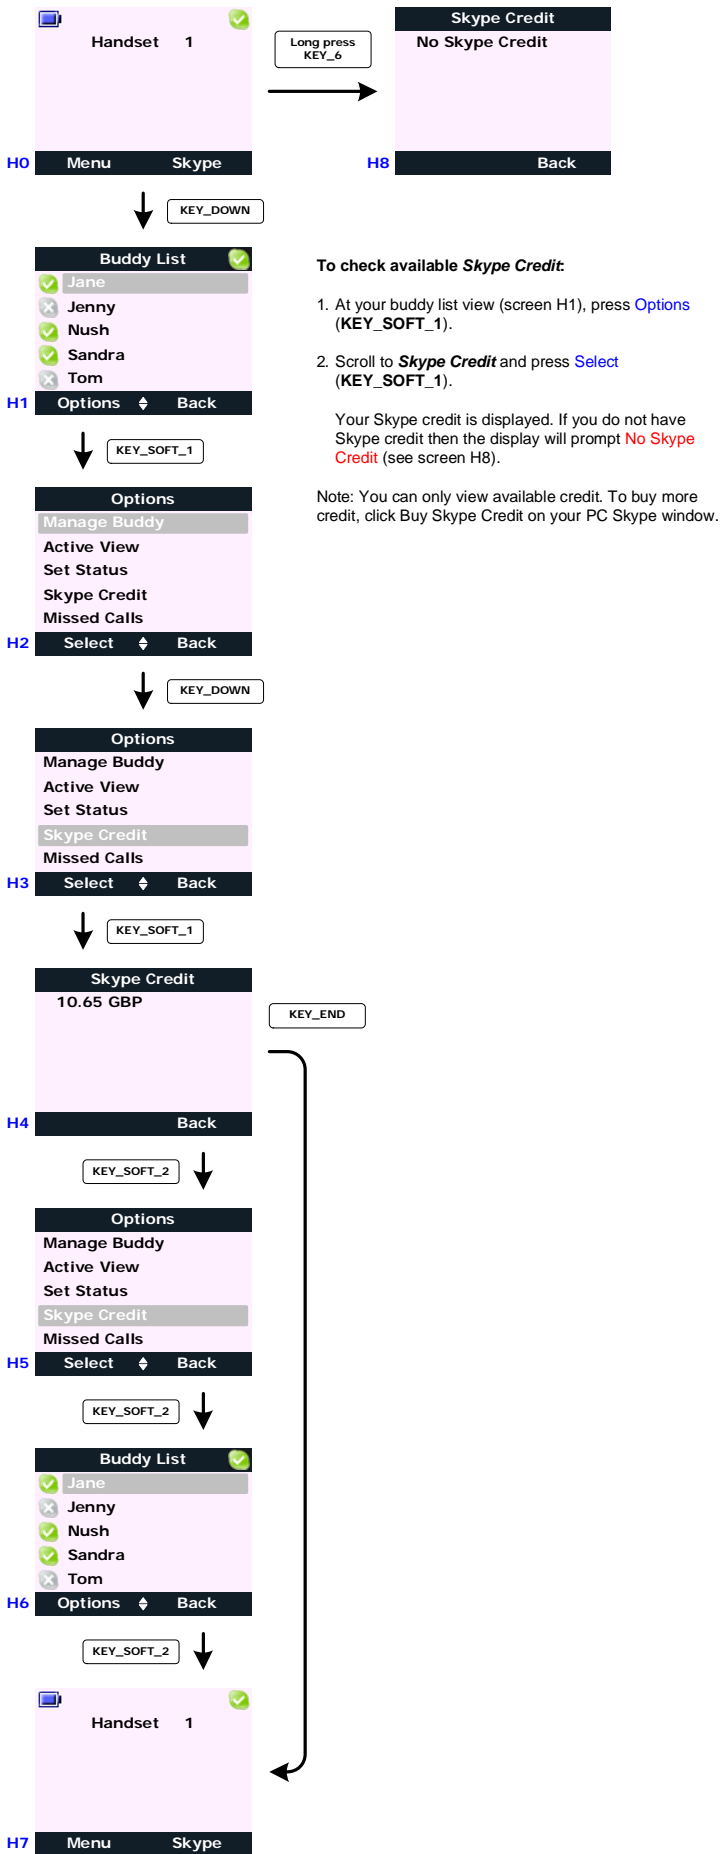 Handset 1
H0 Menu Skype
Long press
KEY_6
Skype Credit
No Skype Credit
H8 Back
KEY_DOWN
Buddy List
Jane
Jenny
Nush
Sandra
Tom
H1 Options Back
To check available Skype Credit:
1. At your buddy list view (screen H1), press Options
(KEY_SOFT_1).
2. Scroll to Skype Credit and press Select
(KEY_SOFT_1).
Your Skype credit is displayed. If you do not have
Skype credit then the display will prompt No Skype
Credit (see screen H8).
Note: You can only view available credit. To buy more
credit, click Buy Skype Credit on your PC Skype window.
KEY_SOFT_1
Options
Manage Buddy
Active View
Set Status
Skype Credit
Missed Calls
H2 Select Back
KEY_DOWN
Options
Manage Buddy
Active View
Set Status
Skype Credit
Missed Calls
H3 Select Back
KEY_SOFT_1
Skype Credit
10.65 GBP
H4 Back
KEY_END
KEY_SOFT_2
Options
Manage Buddy
Active View
Set Status
Skype Credit
Missed Calls
H5 Select Back
KEY_SOFT_2
Buddy List
Jane
Jenny
Nush
Sandra
Tom
H6 Options Back
KEY_SOFT_2
Handset 1
H7 Menu Skype